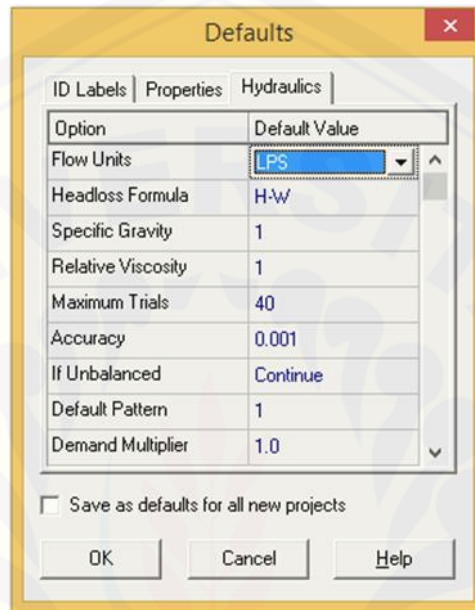 Defaults
ID Labels Properties Hydraulics
Option Default Value
Flow Units LPS
Headloss Formula H-W
Specific Gravity 1
Relative Viscosity 1
Maximum Trials 40
Accuracy 0.001
If Unbalanced Continue
Default Pattern 1
Demand Multiplier 1.0
Save as defaults for all new projects
OK Cancel Help